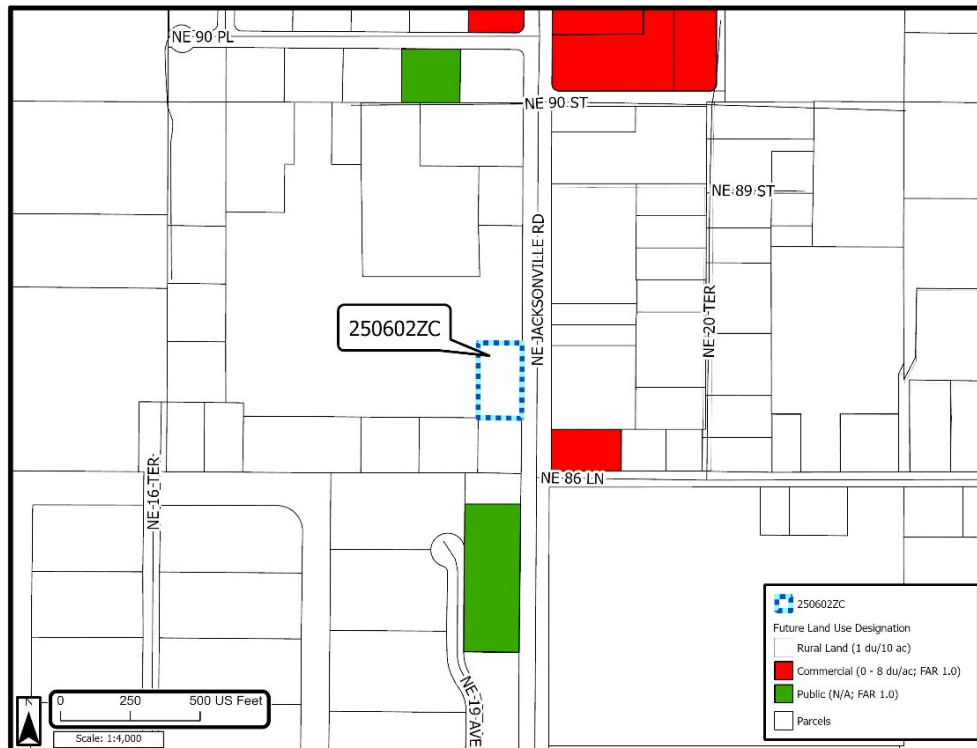 NE 90 PL
NE 90 ST
NE 89 ST
NE JACKSONVILLE RD
NE 20 TER
250602ZC
NE 16 TER
NE 86 LN
NE 19 AVE
250602ZC
Future Land Use Designation
Rural Land (1 du/10 ac)
Commercial (0 - 8 du/ac; FAR 1.0)
Public (N/A; FAR 1.0)
Parcels
0 250 500 US Feet
Scale: 1:4,000